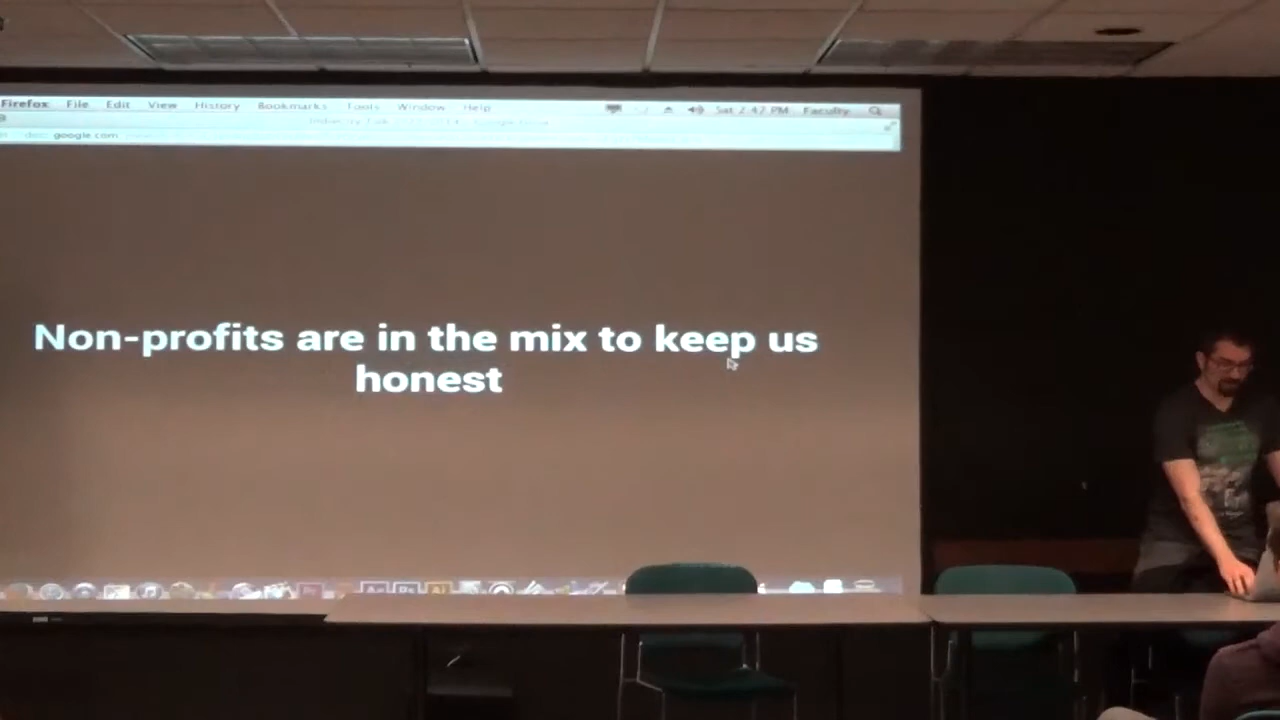 Firefox File Edit View History Bookmarks Tools Window Help Sat 2:47 PM Faculty
google.com
Non-profits are in the mix to keep us
honest